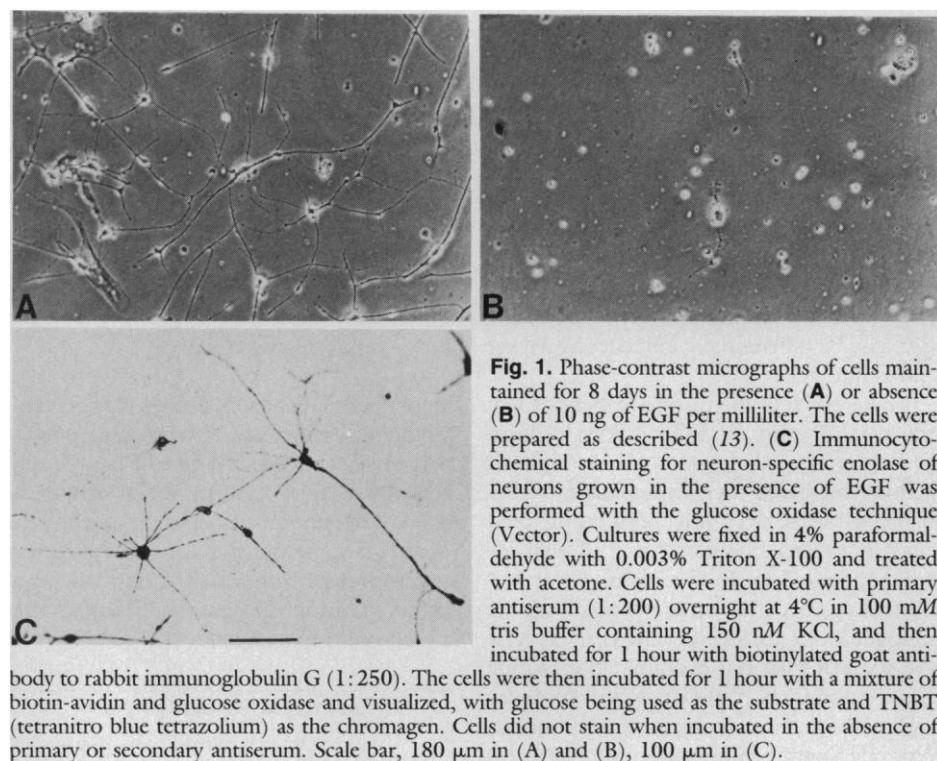 A
B
C
Fig. 1. Phase-contrast micrographs of cells main-
tained for 8 days in the presence (A) or absence
(B) of 10 ng of EGF per milliliter. The cells were
prepared as described (13). (C) Immunocyto-
chemical staining for neuron-specific enolase of
neurons grown in the presence of EGF was
performed with the glucose oxidase technique
(Vector). Cultures were fixed in 4% paraformal-
dehyde with 0.003% Triton X-100 and treated
with acetone. Cells were incubated with primary
antiserum (1:200) overnight at 4°C in 100 mM
tris buffer containing 150 nM KCl, and then
incubated for 1 hour with biotinylated goat anti-
body to rabbit immunoglobulin G (1:250). The cells were then incubated for 1 hour with a mixture of
biotin-avidin and glucose oxidase and visualized, with glucose being used as the substrate and TNBT
(tetranitro blue tetrazolium) as the chromagen. Cells did not stain when incubated in the absence of
primary or secondary antiserum. Scale bar, 180 μm in (A) and (B), 100 μm in (C).